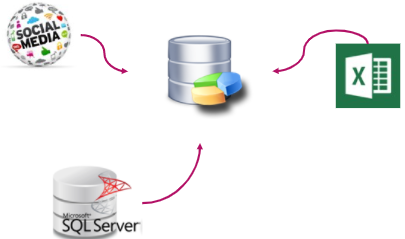 SOCIAL
MEDIA
X
Microsoft
SQL Server